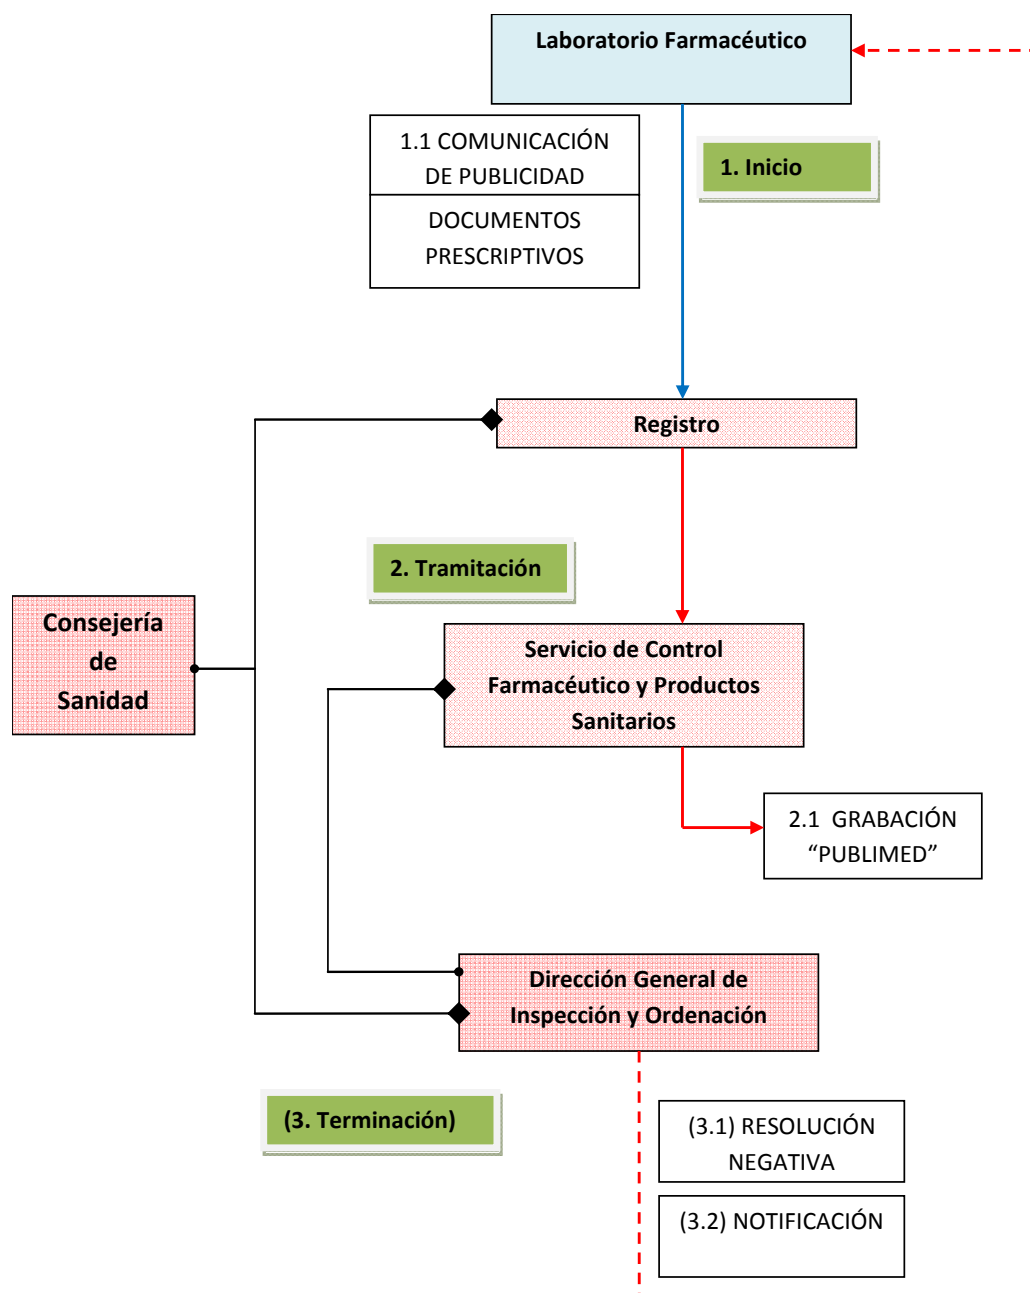 Laboratorio Farmacéutico
1.1 COMUNICACIÓN
DE PUBLICIDAD
DOCUMENTOS
PRESCRIPTIVOS
1. Inicio
Registro
2. Tramitación
Consejería
de
Sanidad
Servicio de Control
Farmacéutico y Productos
Sanitarios
2.1 GRABACIÓN
“PUBLIMED”
Dirección General de
Inspección y Ordenación
(3. Terminación)
(3.1) RESOLUCIÓN
NEGATIVA
(3.2) NOTIFICACIÓN